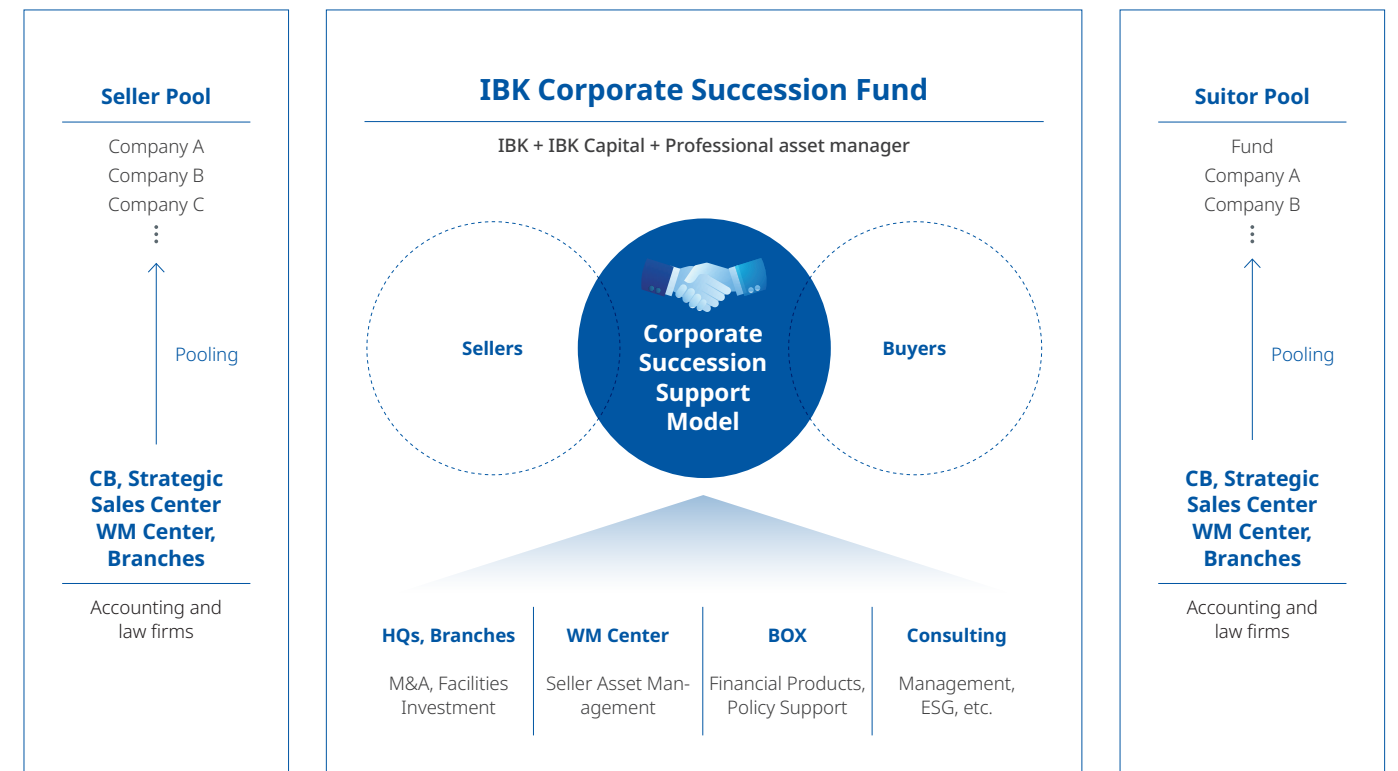 Seller Pool
Company A
Company B
Company C
Pooling
CB, Strategic
Sales Center
WM Center,
Branches
Accounting and
law firms
IBK Corporate Succession Fund
IBK + IBK Capital + Professional asset manager
Sellers
Corporate
Succession
Support
Model
Buyers
HQs, Branches
M&A, Facilities
Investment
WM Center
Seller Asset Man-
agement
BOX
Financial Products,
Policy Support
Consulting
Management,
ESG, etc.
Suitor Pool
Fund
Company A
Company B
Pooling
CB, Strategic
Sales Center
WM Center,
Branches
Accounting and
law firms